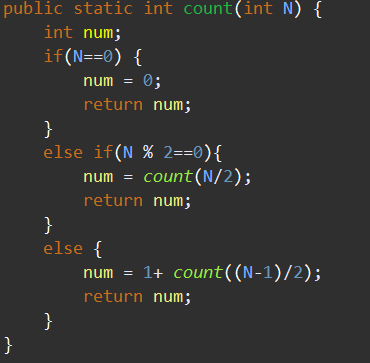 public static int count(int N) {
    int num;
    if(N==0) {
        num = 0;
        return num;
    }
    else if(N % 2==0){
        num = count(N/2);
        return num;
    }
    else {
        num = 1+ count((N-1)/2);
        return num;
    }
}